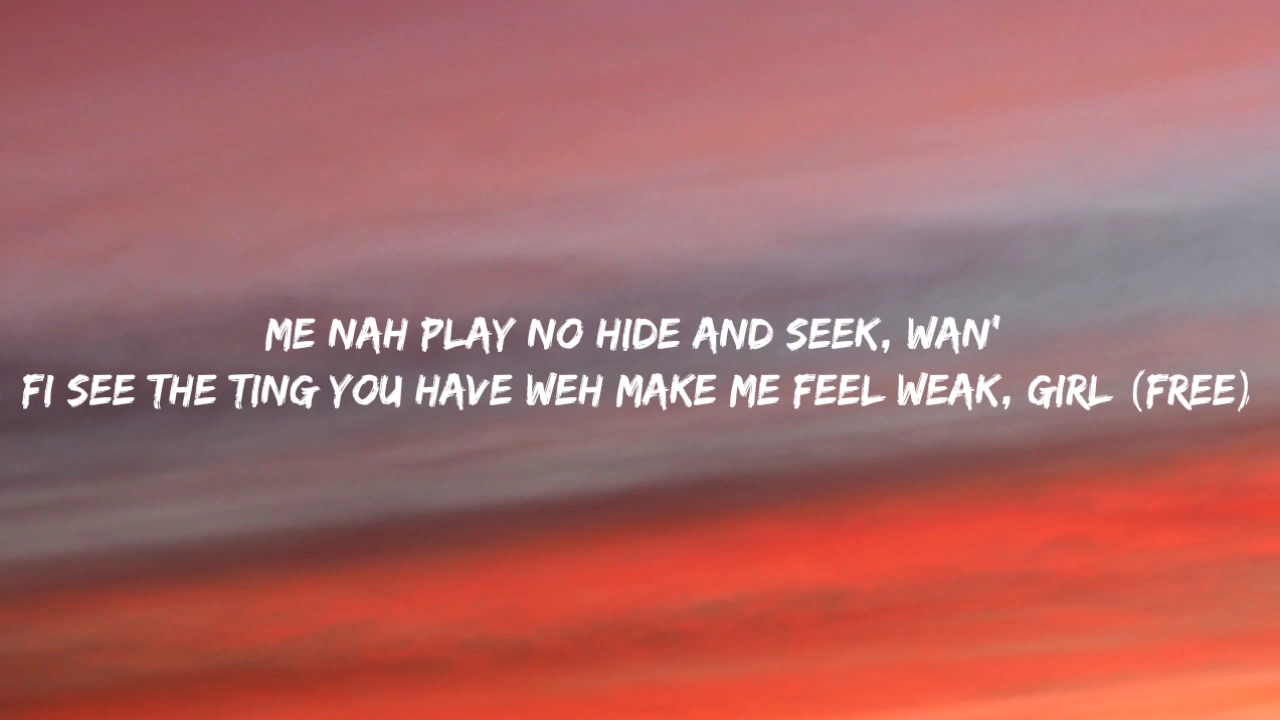 ME NAH PLAY NO HIDE AND SEEK, WAN'
FI SEE THE TING YOU HAVE WEH MAKE ME FEEL WEAK, GIRL (FREE)